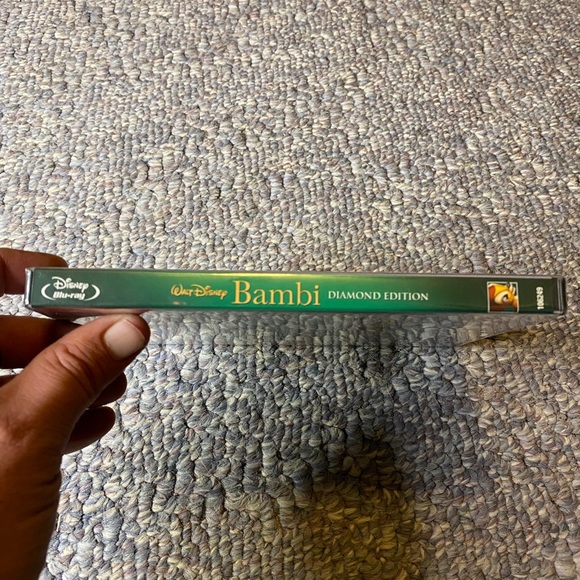 Disney
Blu-ray
Walt Disney Bambi DIAMOND EDITION
106249